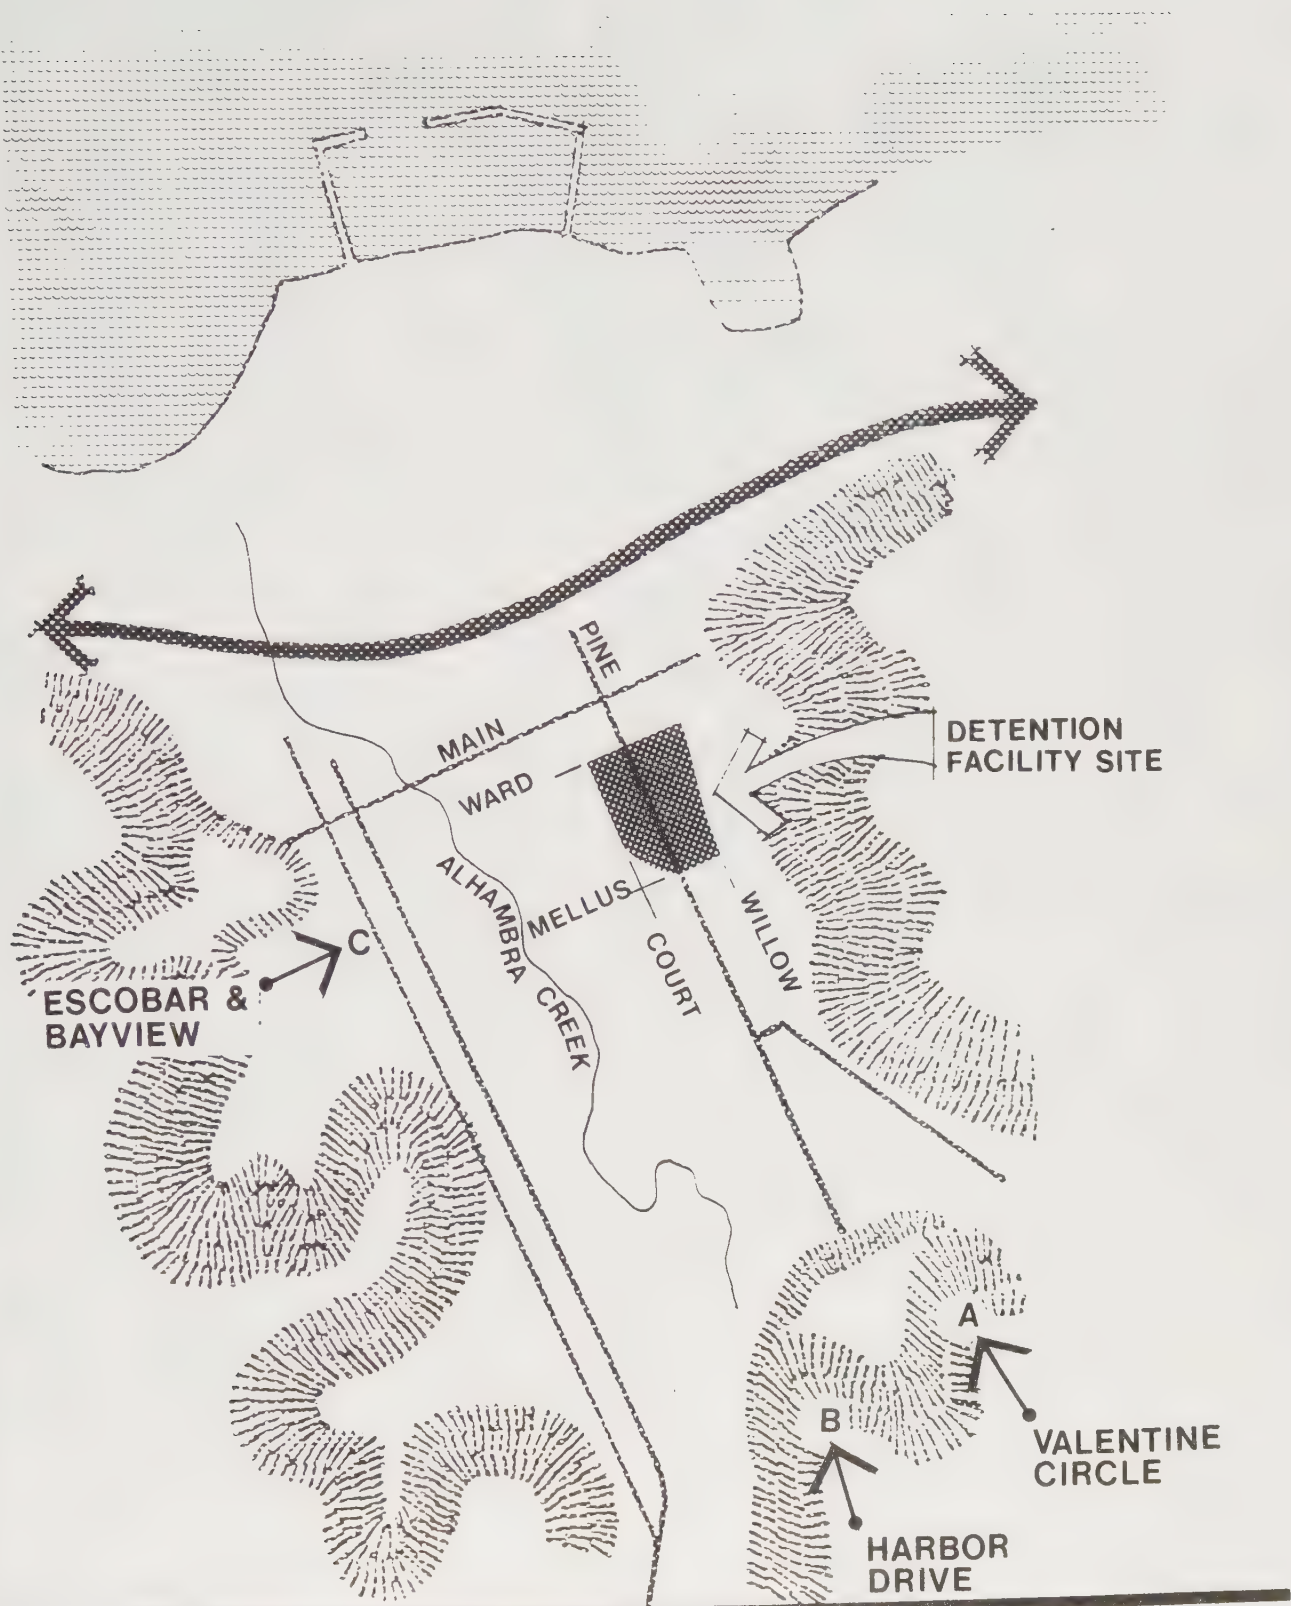 PINE
MAIN
DETENTION
FACILITY SITE
WARD
ALHAMBRA CREEK
MELLUS
WILLOW
COURT
C
ESCOBAR &
BAYVIEW
A
B
VALENTINE
CIRCLE
HARBOR
DRIVE